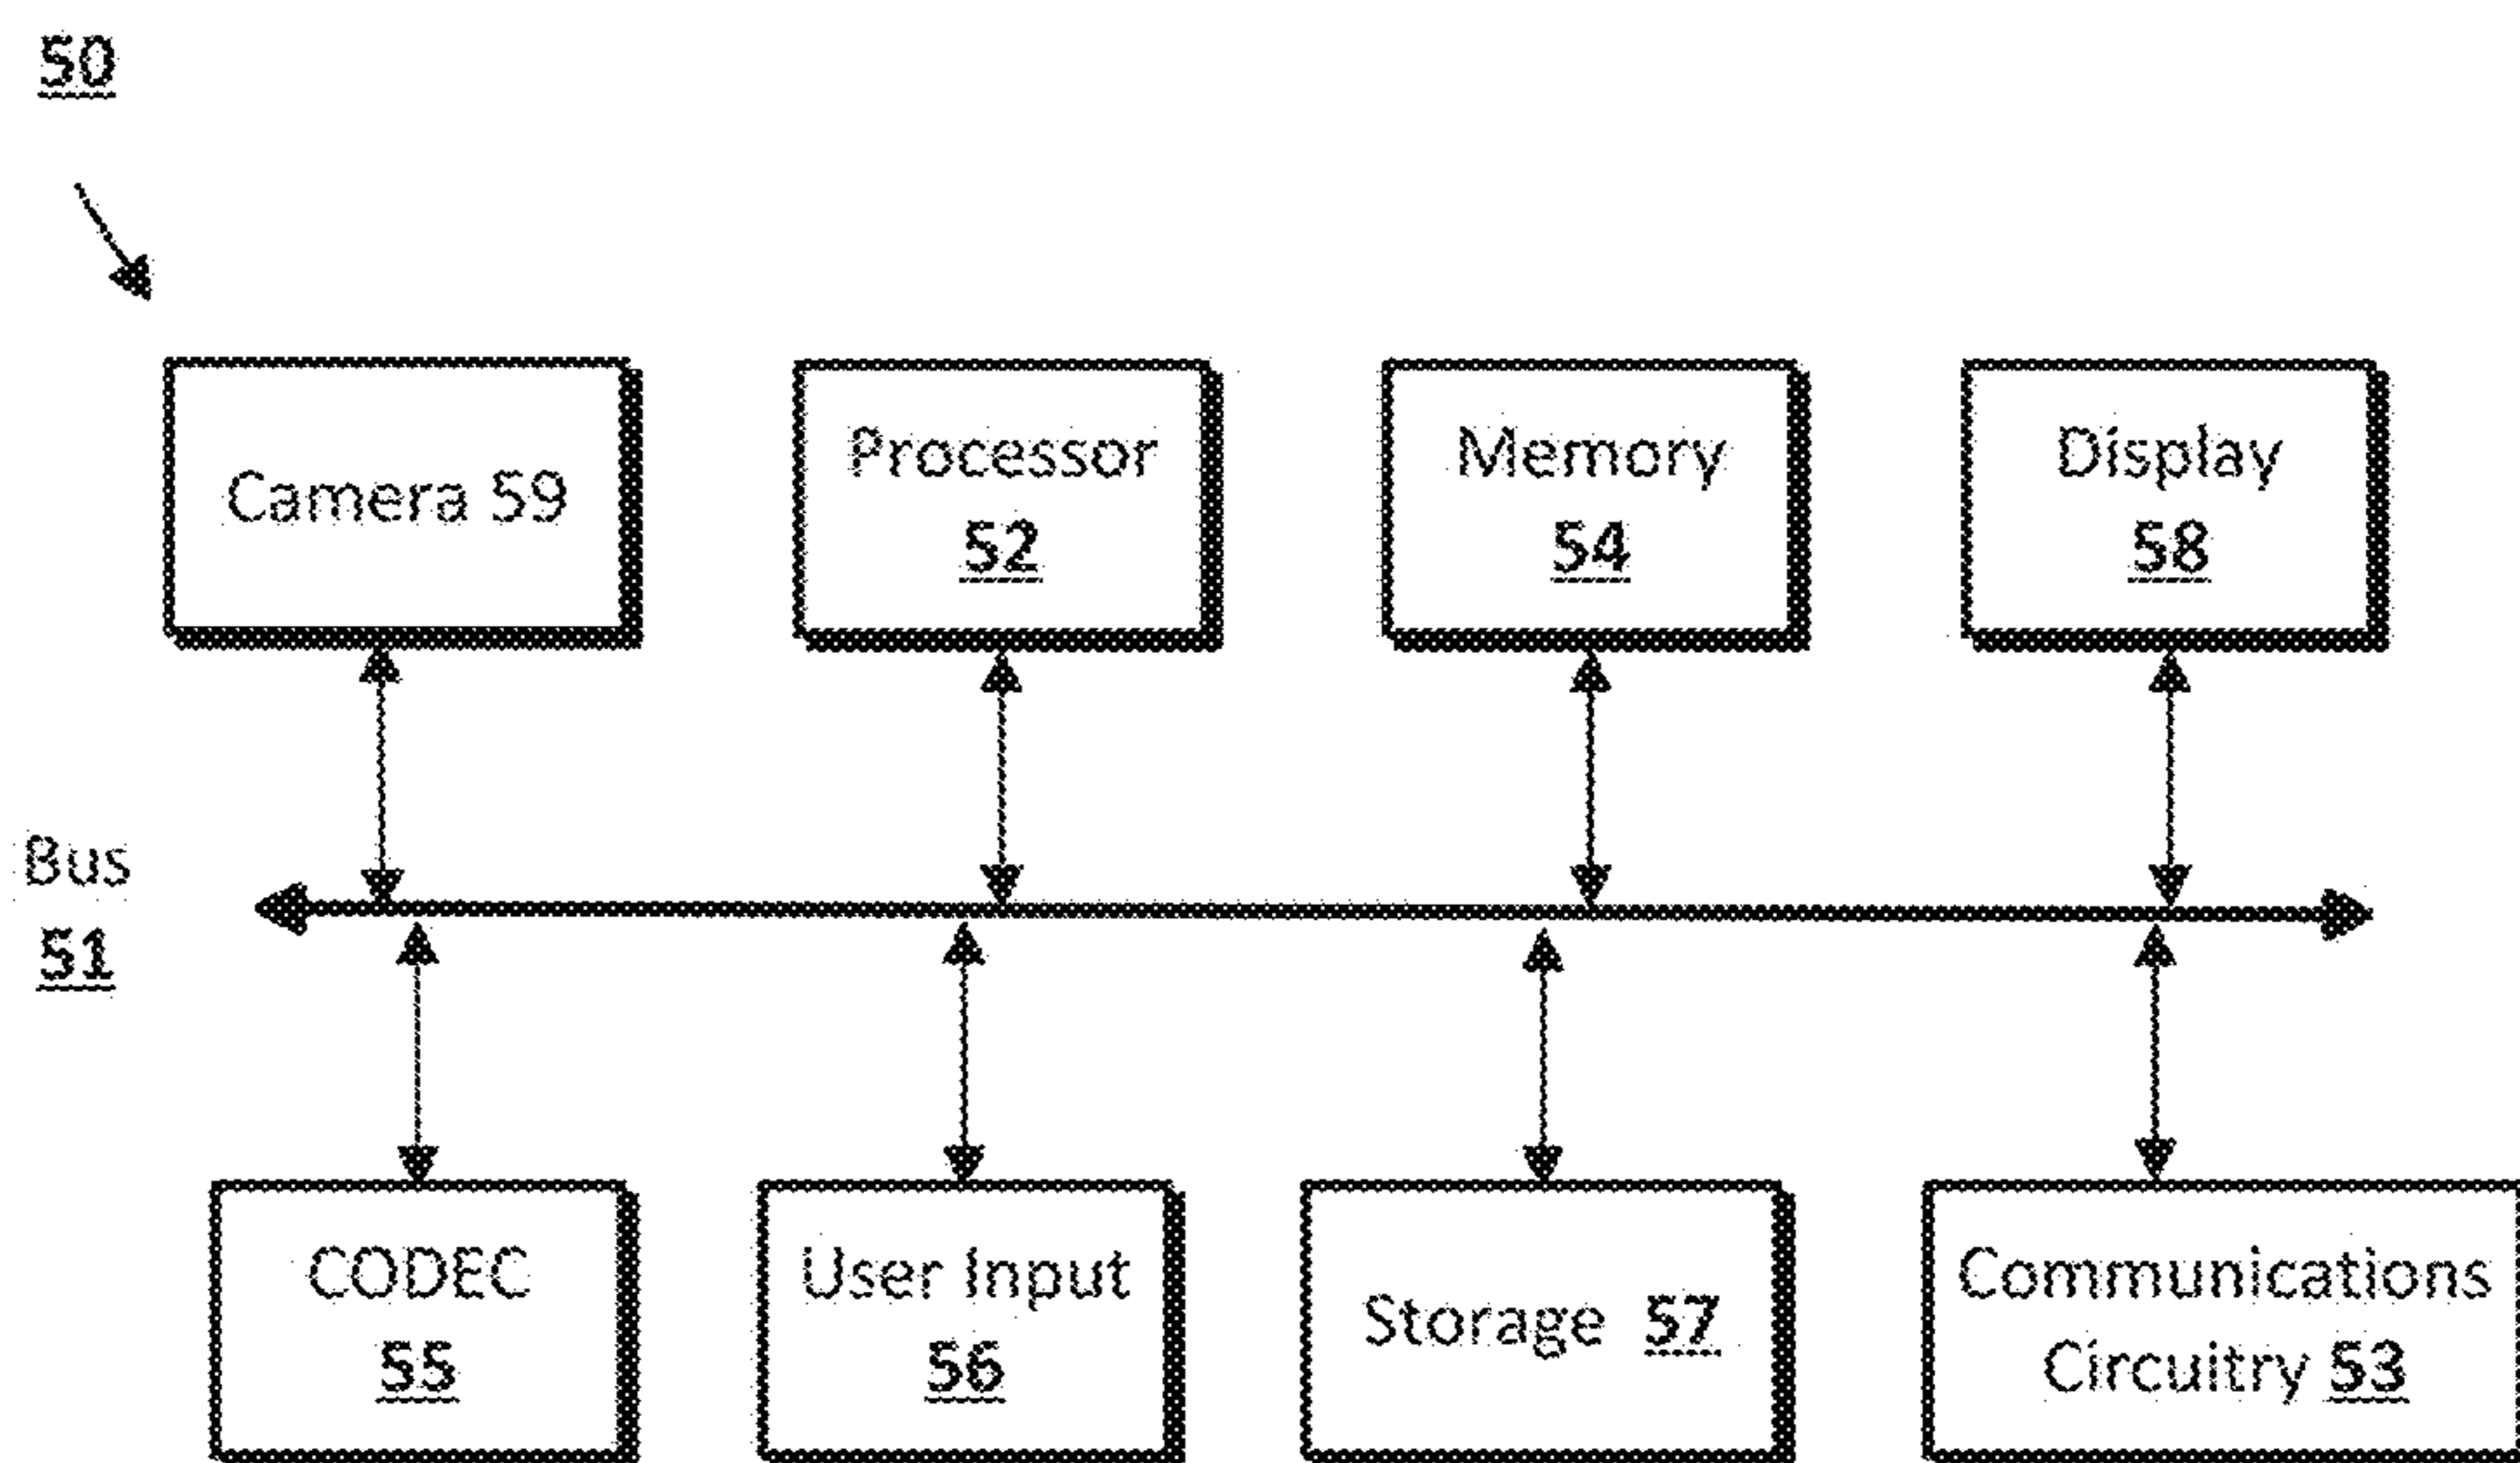 50
Camera 59
Processor
52
Memory
54
Display
58
Bus
51
CODEC
55
User Input
56
Storage 57
Communications
Circuitry 53